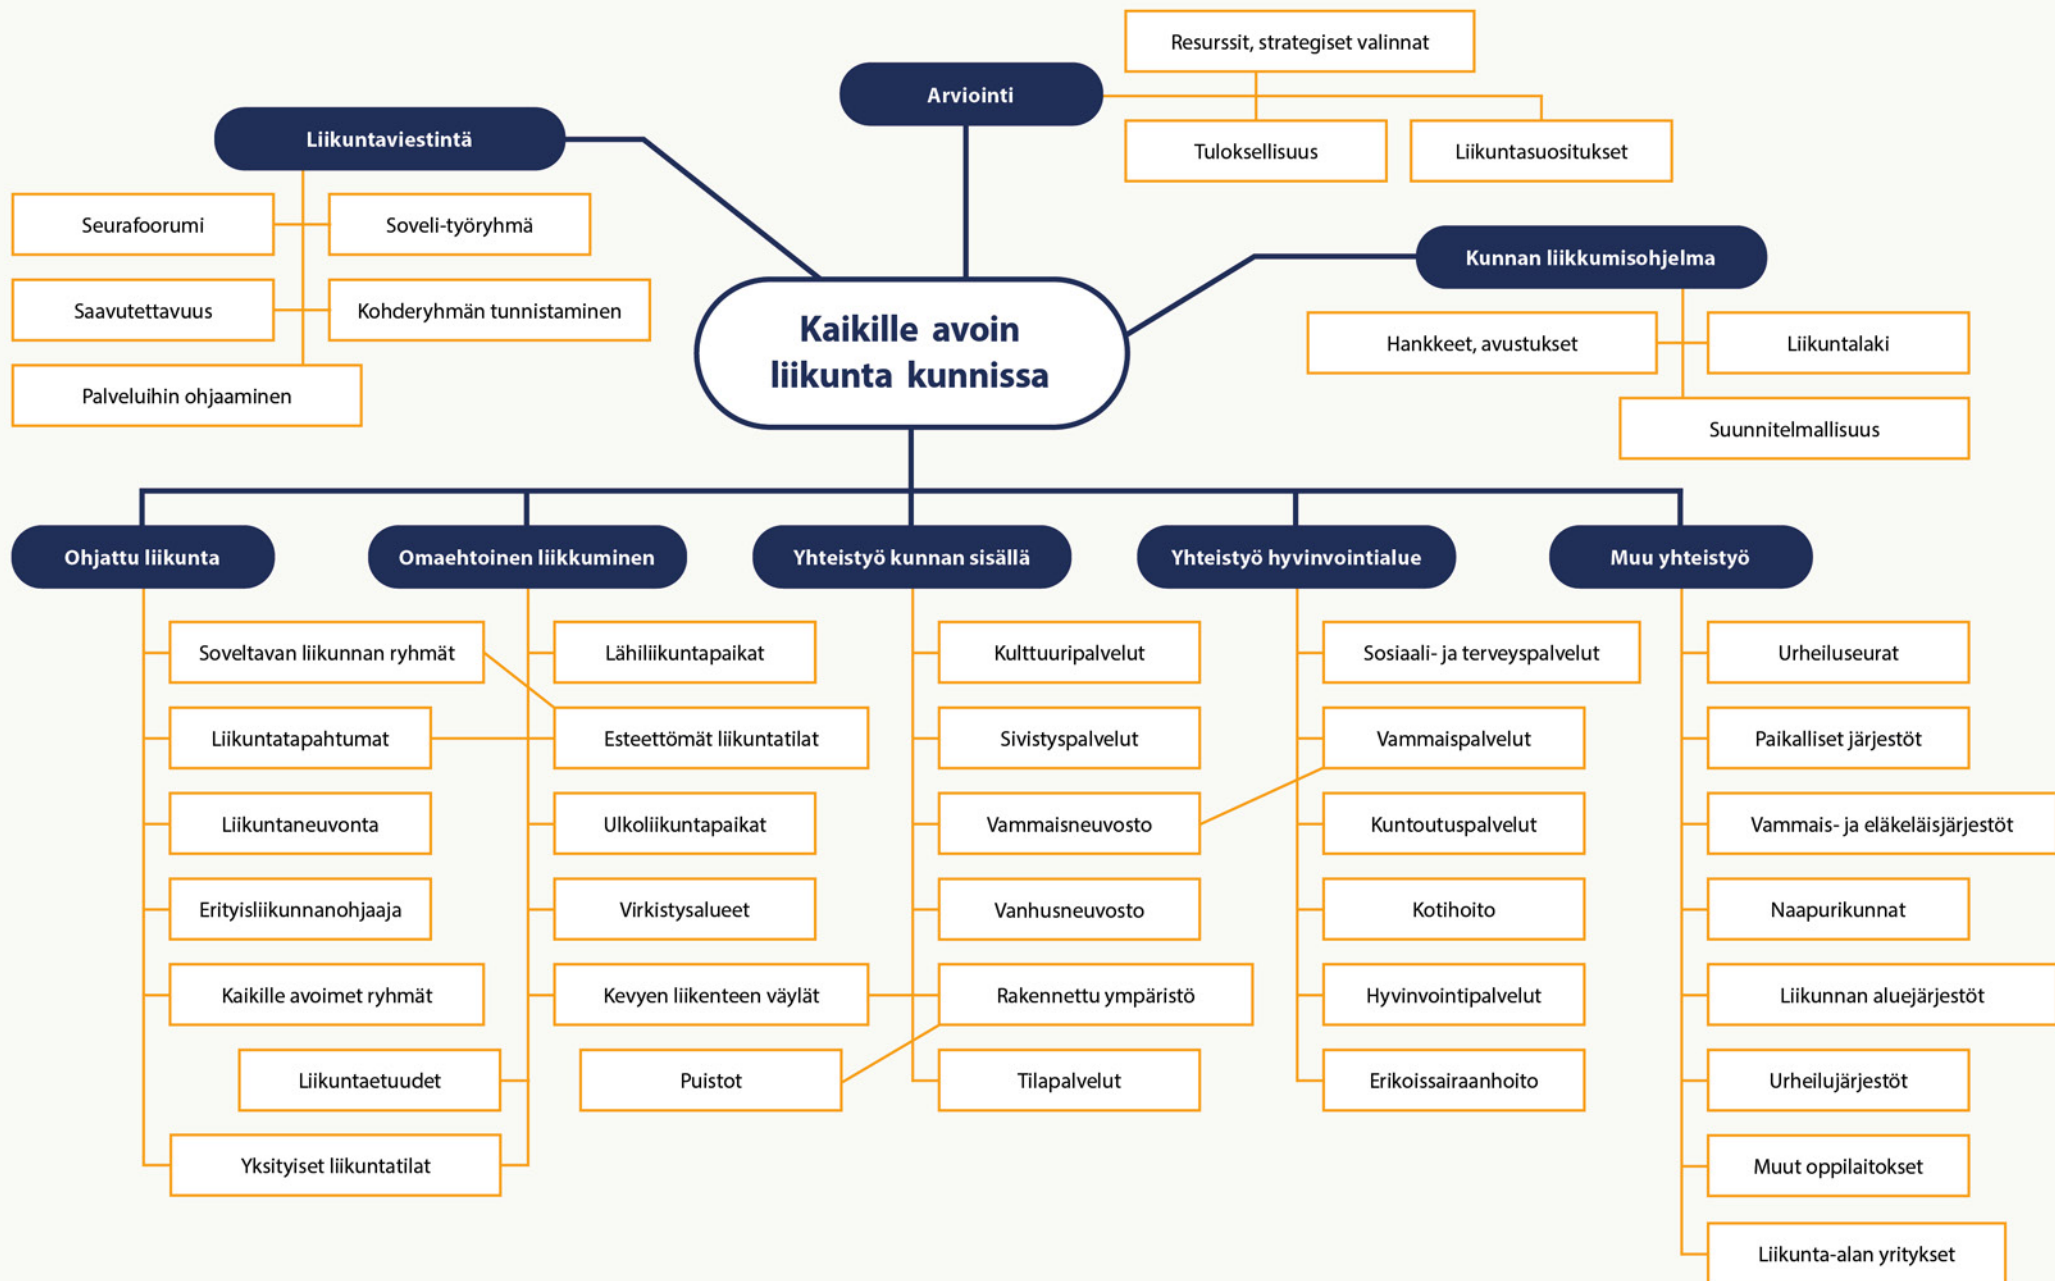 Resurssit, strategiset valinnat
Arviointi
Tuloksellisuus
Liikuntasuositukset
Liikuntaviestintä
Seurafoorumi
Soveli-työryhmä
Saavutettavuus
Kohderyhmän tunnistaminen
Palveluihin ohjaaminen
Kaikille avoin
liikunta kunnissa
Kunnan liikkumisohjelma
Hankkeet, avustukset
Liikuntalaki
Suunnitelmallisuus
Ohjattu liikunta
Soveltavan liikunnan ryhmät
Liikuntatapahtumat
Liikuntaneuvonta
Erityisliikunnanohjaaja
Kaikille avoimet ryhmät
Liikuntaetuudet
Yksityiset liikuntatilat
Omaehtoinen liikkuminen
Lähiliikuntapaikat
Esteettömät liikuntatilat
Ulkoliikuntapaikat
Virkistysalueet
Kevyen liikenteen väylät
Puistot
Yhteistyö kunnan sisällä
Kulttuuripalvelut
Sivistyspalvelut
Vammaisneuvosto
Vanhusneuvosto
Rakennettu ympäristö
Tilapalvelut
Yhteistyö hyvinvointialue
Sosiaali- ja terveyspalvelut
Vammaispalvelut
Kuntoutuspalvelut
Kotihoito
Hyvinvointipalvelut
Erikoissairaanhoito
Muu yhteistyö
Urheiluseurat
Paikalliset järjestöt
Vammais- ja eläkeläisjärjestöt
Naapurikunnat
Liikunnan aluejärjestöt
Urheilujärjestöt
Muut oppilaitokset
Liikunta-alan yritykset